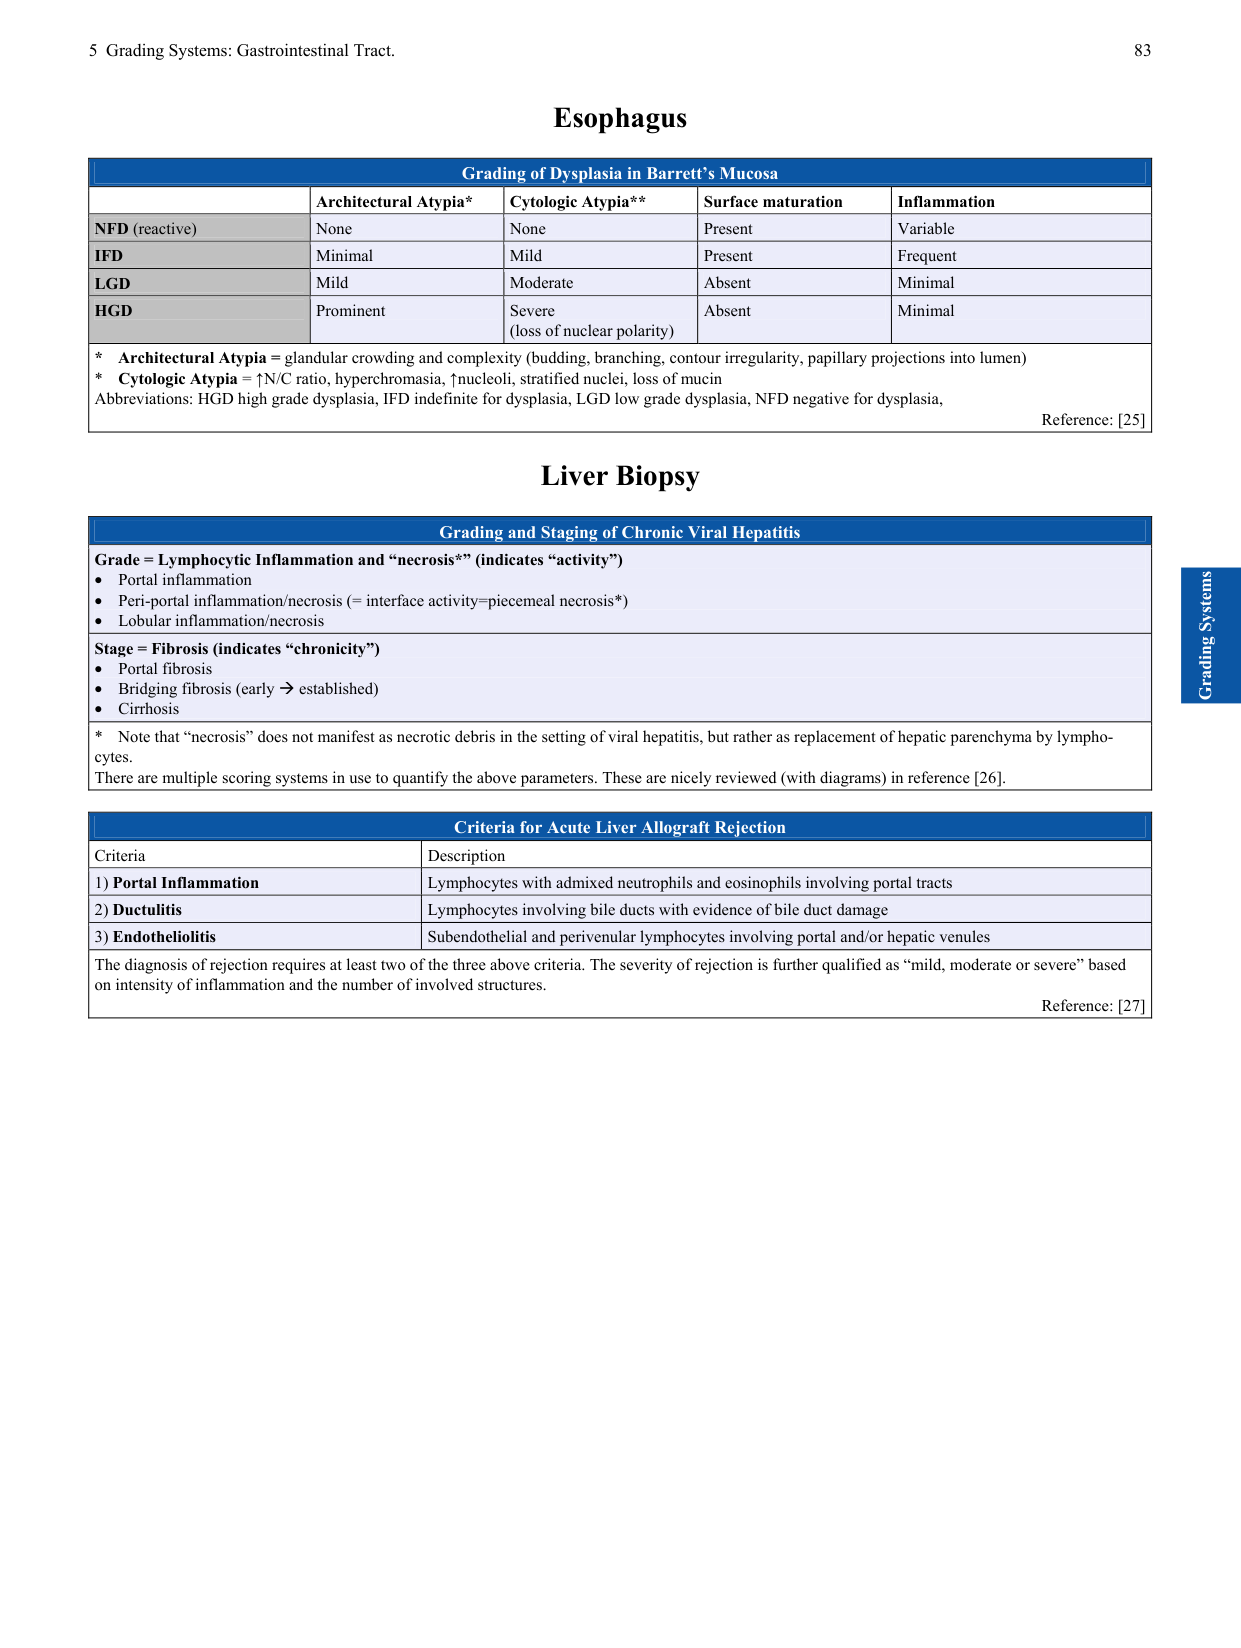 5 Grading Systems: Gastrointestinal Tract. 83
Esophagus
Grading of Dysplasia in Barrett’s Mucosa
Architectural Atypia* Cytologic Atypia** Surface maturation Inflammation
NFD (reactive) None None Present Variable
IFD Minimal Mild Present Frequent
LGD Mild Moderate Absent Minimal
HGD Prominent Severe Absent Minimal
(loss of nuclear polarity)
* Architectural Atypia = glandular crowding and complexity (budding, branching, contour irregularity, papillary projections into lumen)
* Cytologic Atypia = ↑N/C ratio, hyperchromasia, ↑nucleoli, stratified nuclei, loss of mucin
Abbreviations: HGD high grade dysplasia, IFD indefinite for dysplasia, LGD low grade dysplasia, NFD negative for dysplasia,
Reference: [25]
Liver Biopsy
Grading and Staging of Chronic Viral Hepatitis
Grade = Lymphocytic Inflammation and “necrosis*” (indicates “activity”)
• Portal inflammation
• Peri-portal inflammation/necrosis (= interface activity=piecemeal necrosis*)
• Lobular inflammation/necrosis
Stage = Fibrosis (indicates “chronicity”)
• Portal fibrosis
• Bridging fibrosis (early → established)
• Cirrhosis
* Note that “necrosis” does not manifest as necrotic debris in the setting of viral hepatitis, but rather as replacement of hepatic parenchyma by lympho-
cytes.
There are multiple scoring systems in use to quantify the above parameters. These are nicely reviewed (with diagrams) in reference [26].
Criteria for Acute Liver Allograft Rejection
Criteria Description
1) Portal Inflammation Lymphocytes with admixed neutrophils and eosinophils involving portal tracts
2) Ductulitis Lymphocytes involving bile ducts with evidence of bile duct damage
3) Endotheliolitis Subendothelial and perivenular lymphocytes involving portal and/or hepatic venules
The diagnosis of rejection requires at least two of the three above criteria. The severity of rejection is further qualified as “mild, moderate or severe” based
on intensity of inflammation and the number of involved structures.
Reference: [27]
Grading Systems